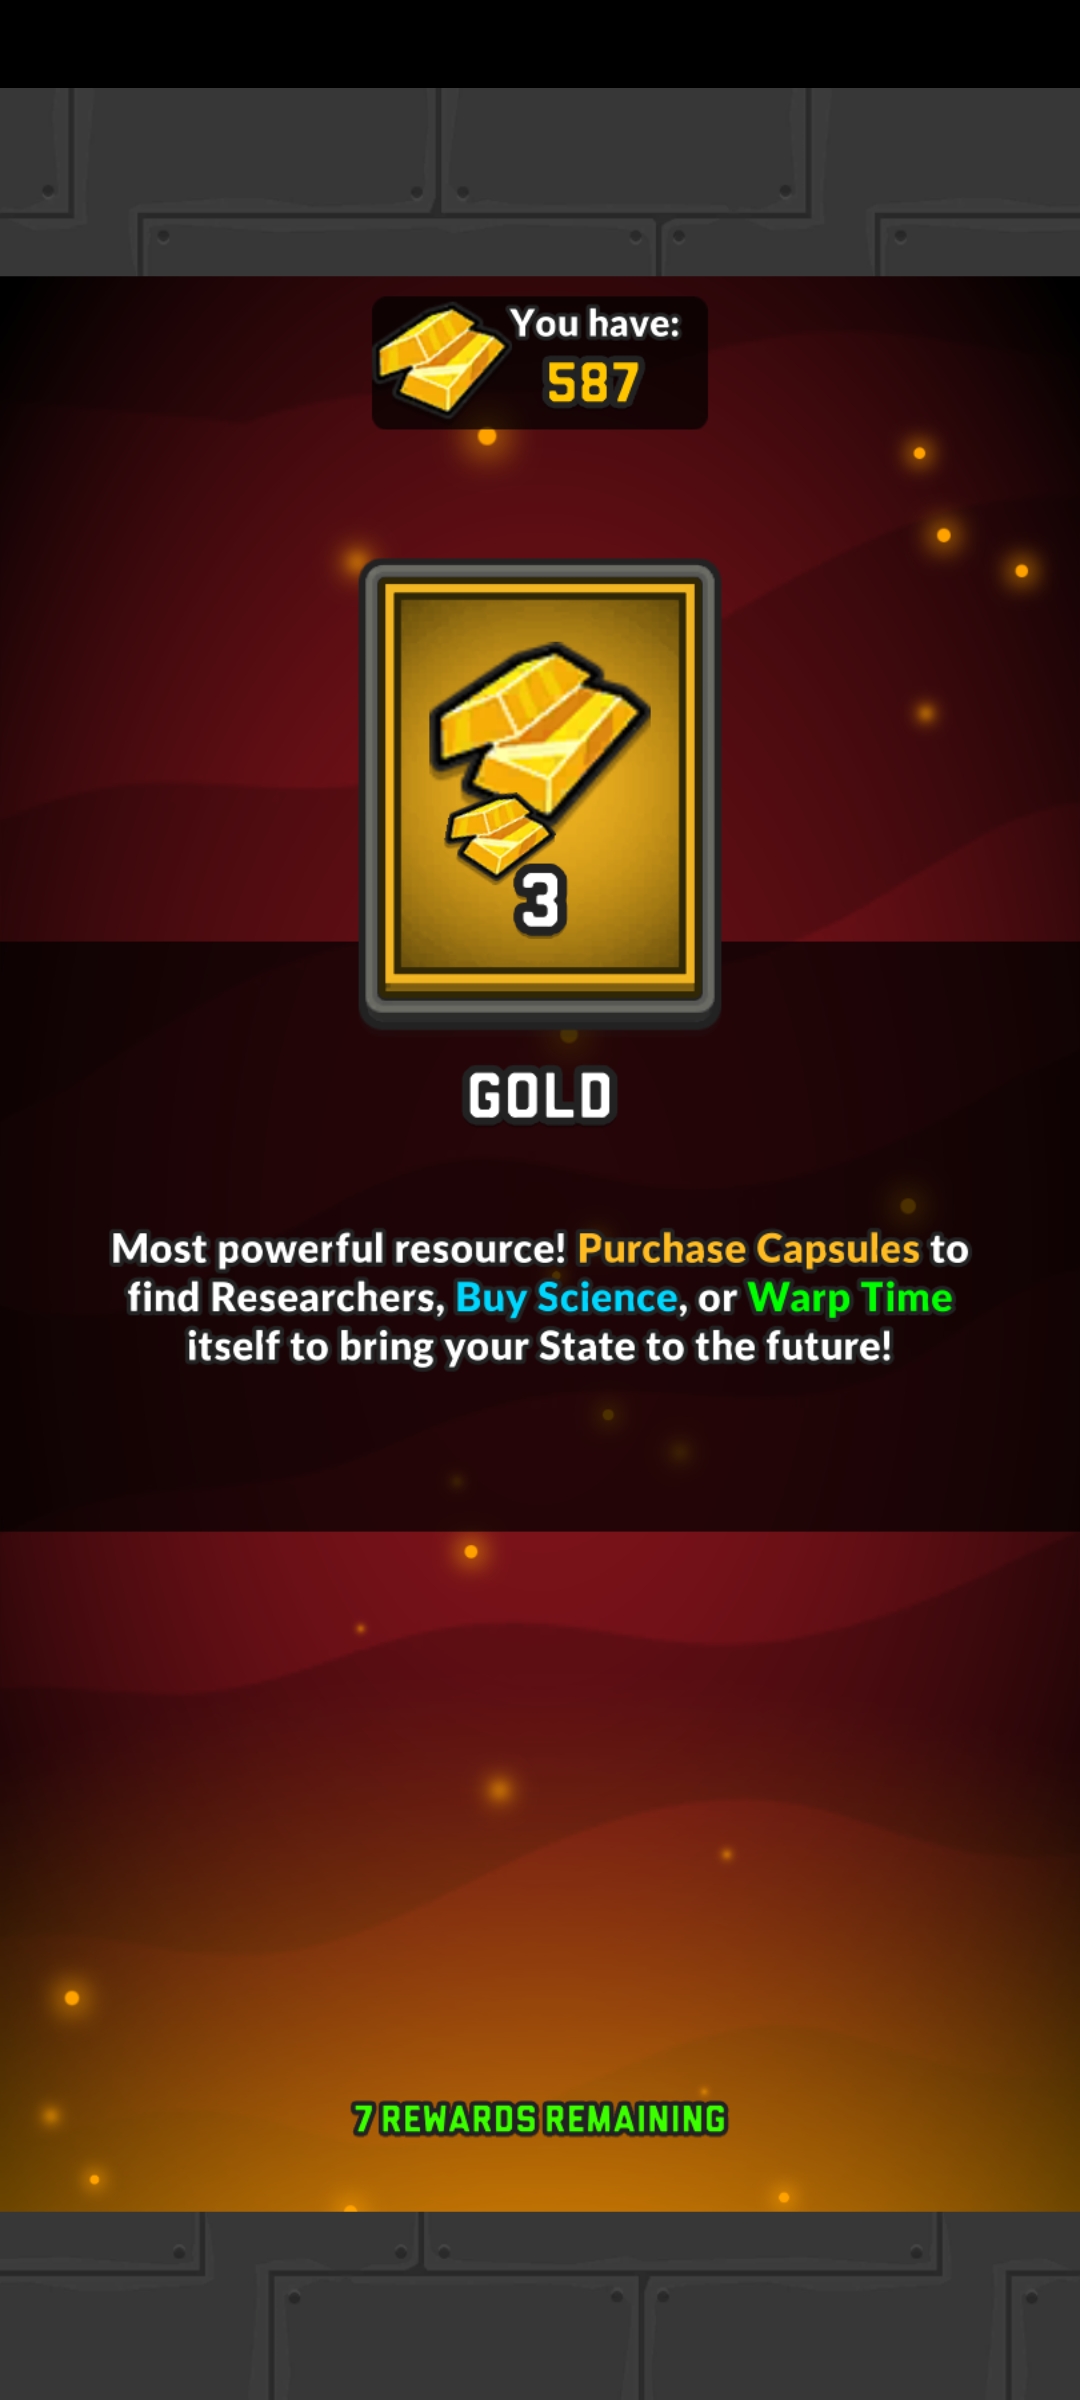 You have:
587
3
GOLD
Most powerful resource! Purchase Capsules to
find Researchers, Buy Science, or Warp Time
itself to bring your State to the future!
7 REWARDS REMAINING